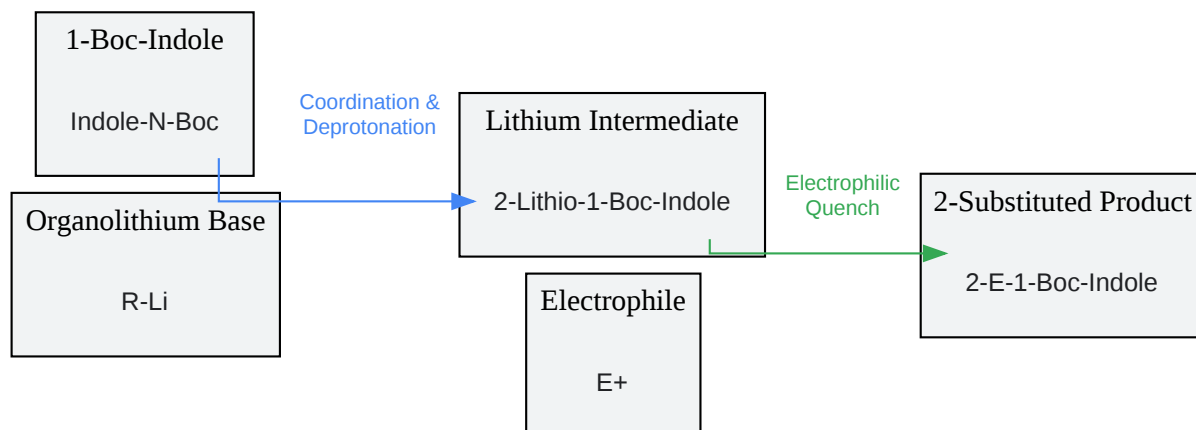 1-Boc-Indole
Indole-N-Boc
Organolithium Base
R-Li
Coordination &
Deprotonation
Lithium Intermediate
2-Lithio-1-Boc-Indole
Electrophile
E+
Electrophilic
Quench
2-Substituted Product
2-E-1-Boc-Indole